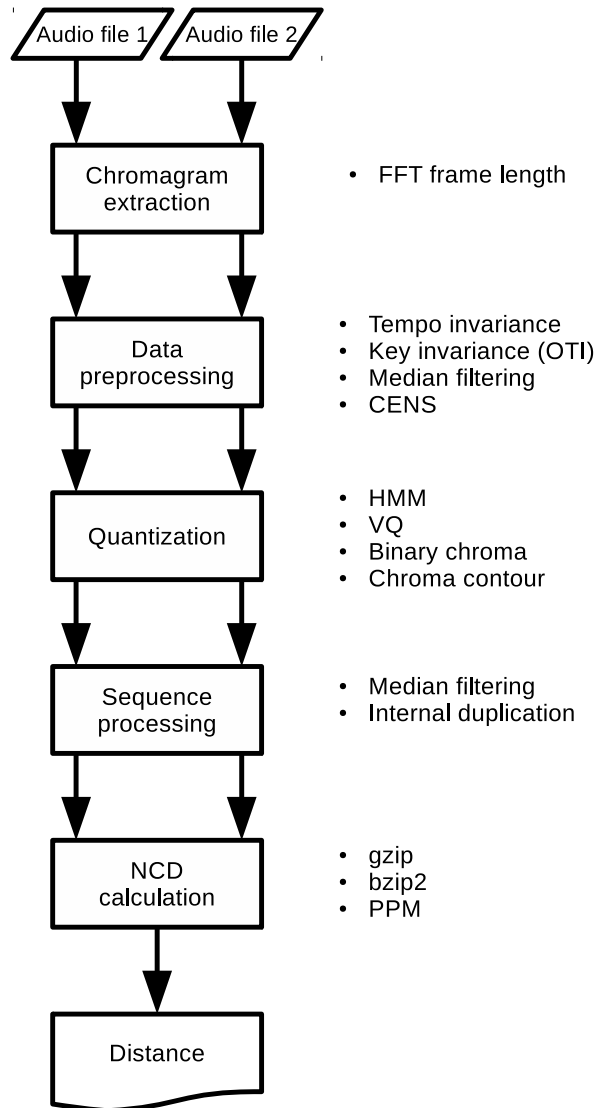 Audio file 1
Audio file 2
Chromagram
extraction
• FFT frame length
Data
preprocessing
• Tempo invariance
• Key invariance (OTI)
• Median filtering
• CENS
Quantization
• HMM
• VQ
• Binary chroma
• Chroma contour
Sequence
processing
• Median filtering
• Internal duplication
NCD
calculation
• gzip
• bzip2
• PPM
Distance